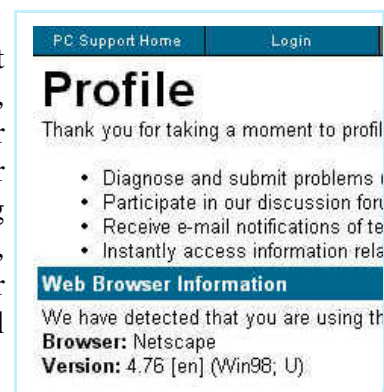 PC Support Home Login
Profile
Thank you for taking a moment to profil
• Diagnose and submit problems
• Participate in our discussion foru
• Receive e-mail notifications of te
• Instantly access information rela
Web Browser Information
We have detected that you are using th
Browser: Netscape
Version: 4.76 [en] (Win98; U)